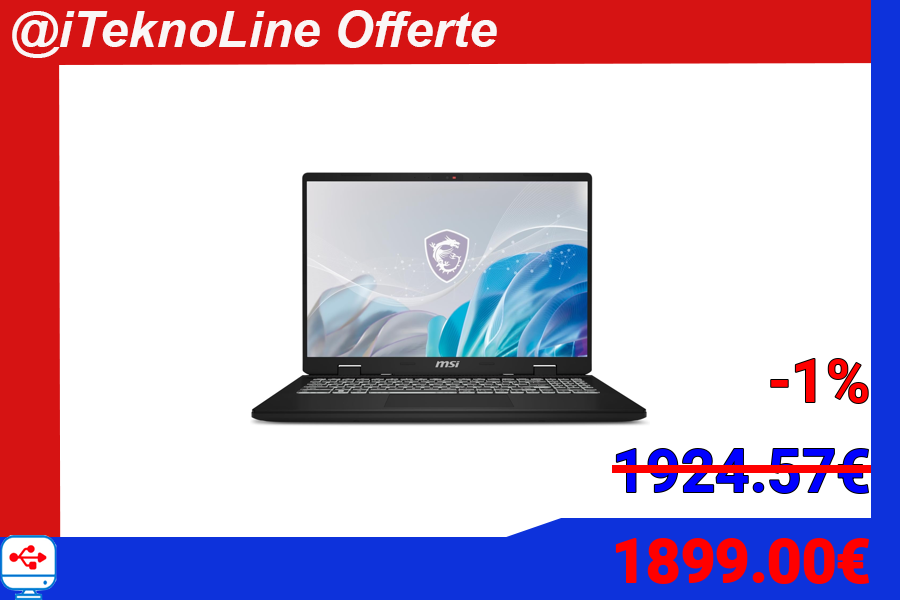 @iTeknoLine Offerte
msi
-1%
1924.57€
1899.00€